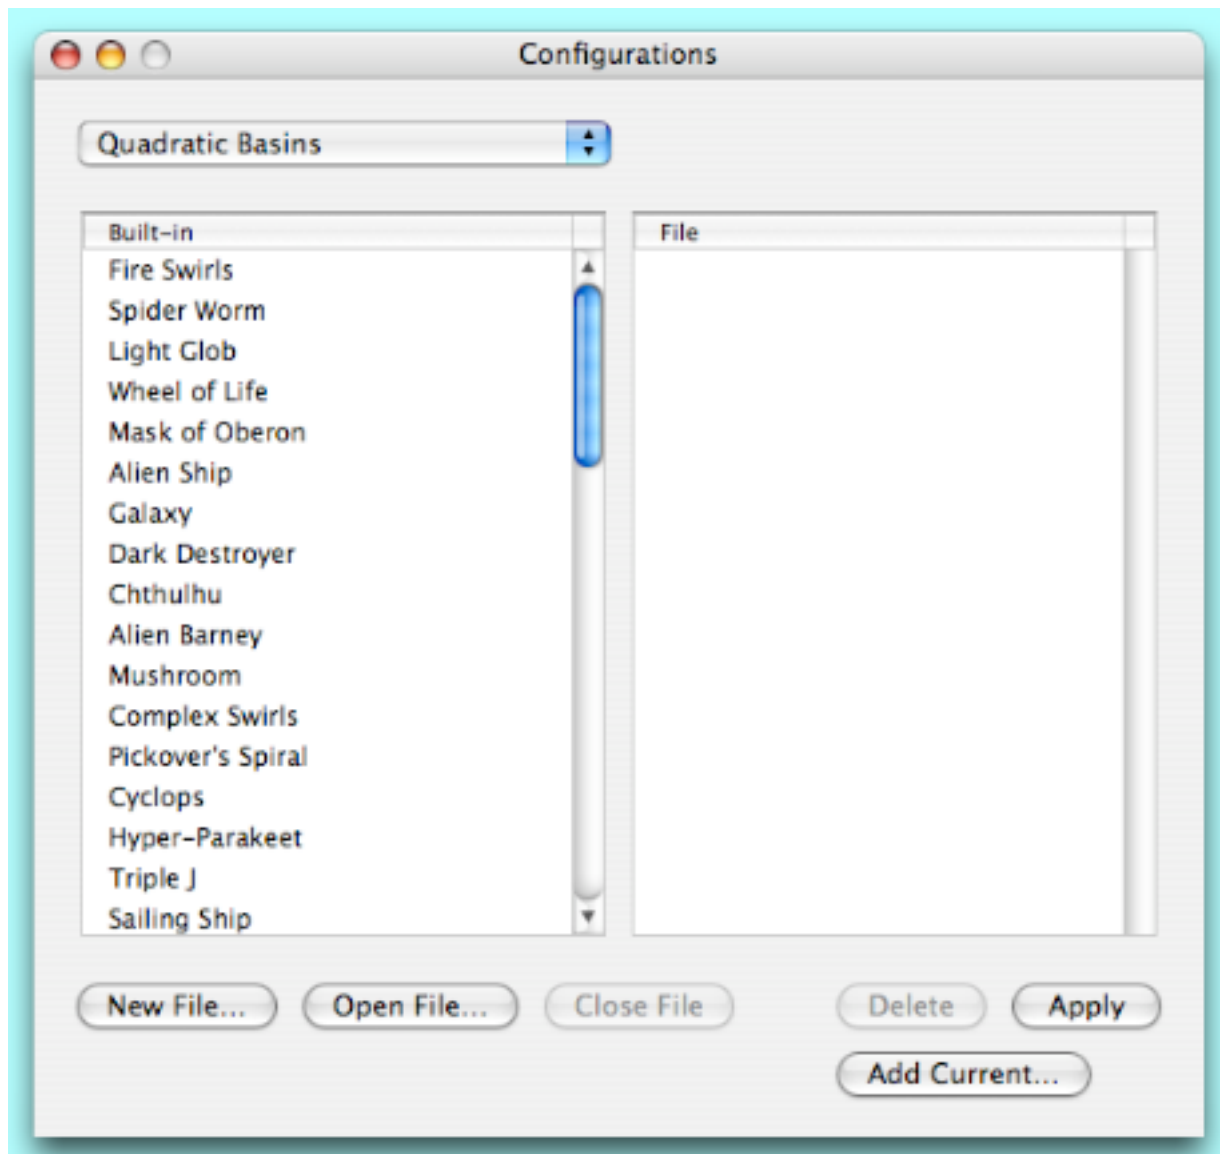 Configurations
Quadratic Basins
Built-in
Fire Swirls
Spider Worm
Light Glob
Wheel of Life
Mask of Oberon
Alien Ship
Galaxy
Dark Destroyer
Chthulhu
Alien Barney
Mushroom
Complex Swirls
Pickover's Spiral
Cyclops
Hyper-Parakeet
Triple J
Sailing Ship
File
New File... Open File... Close File Delete Apply
Add Current...